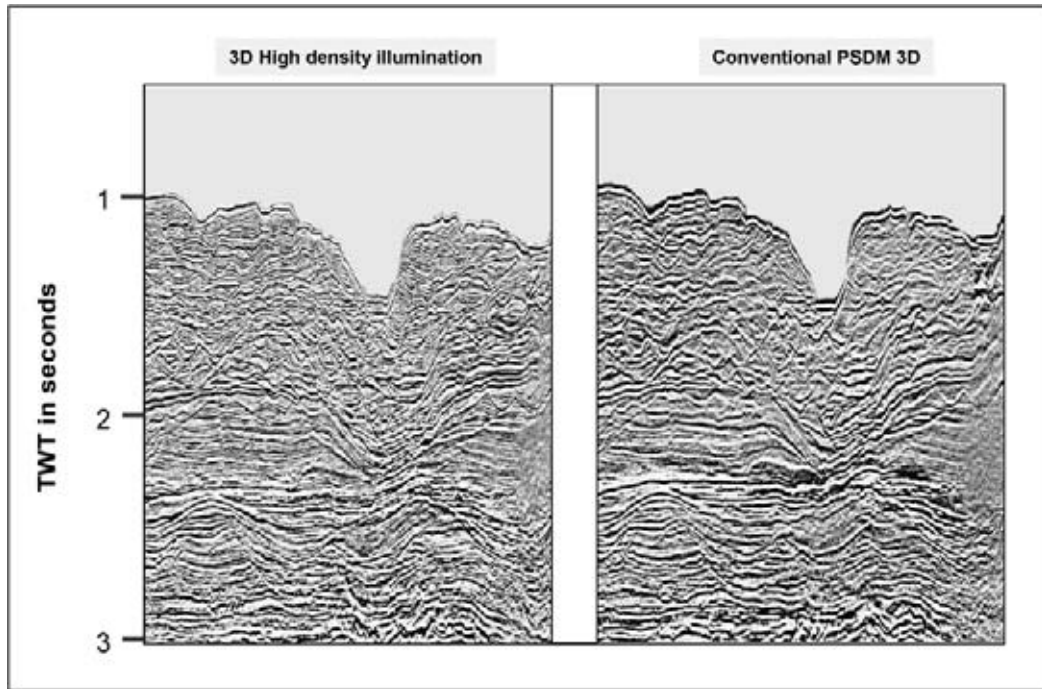 3D High density illumination
Conventional PSDM 3D
1
2
3
TWT in seconds